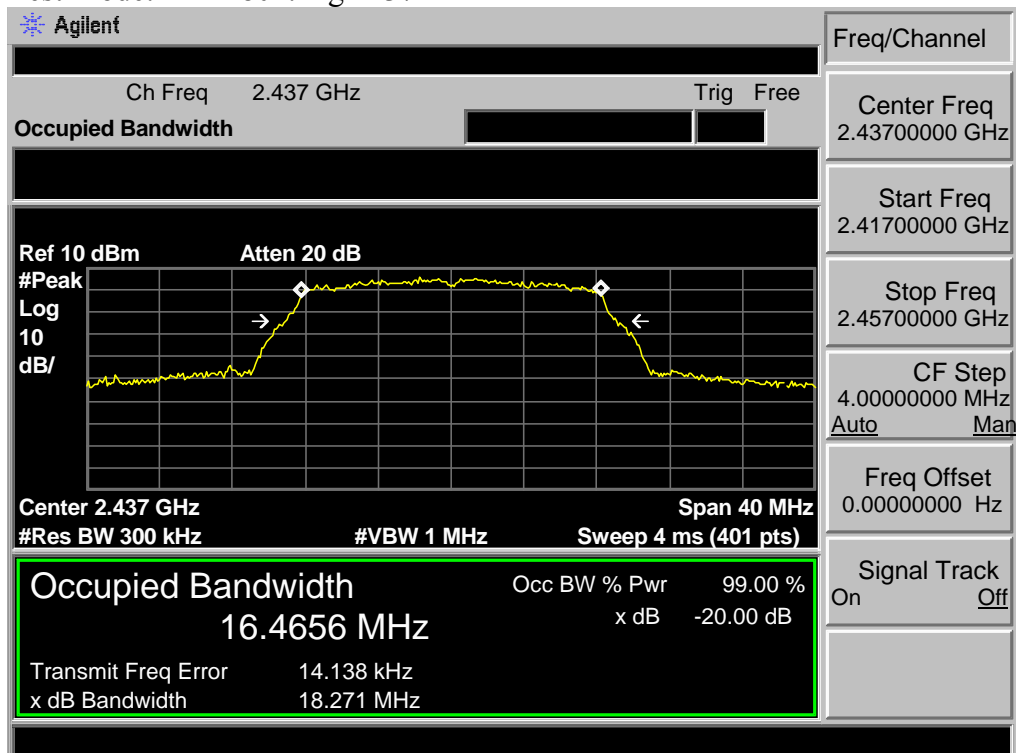 Agilent
Freq/Channel
Ch Freq 2.437 GHz Trig Free
Occupied Bandwidth
Center Freq
2.43700000 GHz
Start Freq
2.41700000 GHz
Ref 10 dBm Atten 20 dB
#Peak
Log
10
dB/
Stop Freq
2.45700000 GHz
CF Step
4.00000000 MHz
Auto Man
Freq Offset
0.00000000 Hz
Center 2.437 GHz Span 40 MHz
#Res BW 300 kHz #VBW 1 MHz Sweep 4 ms (401 pts)
Signal Track
On Off
Occupied Bandwidth
16.4656 MHz
Occ BW % Pwr 99.00 %
x dB -20.00 dB
Transmit Freq Error 14.138 kHz
x dB Bandwidth 18.271 MHz